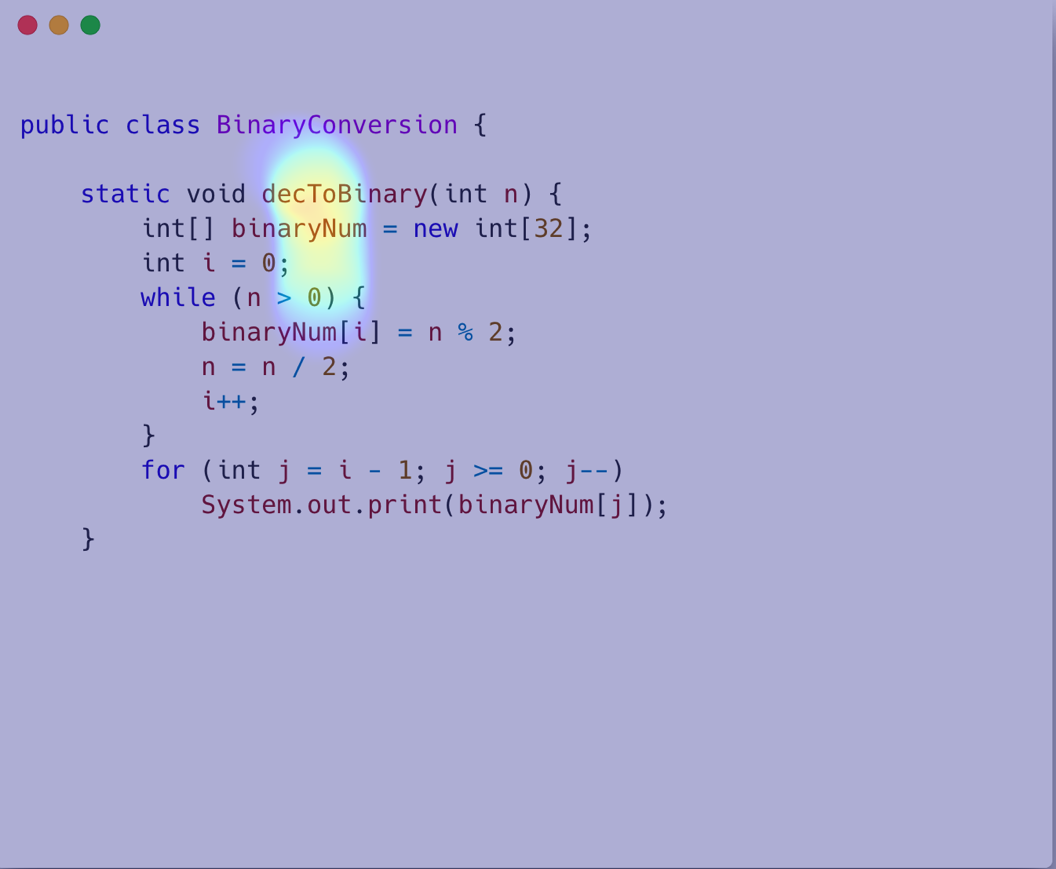 public class BinaryConversion {
static void decToBinary(int n) {
int[] binaryNum = new int[32];
int i = 0;
while (n > 0) {
binaryNum[i] = n % 2;
n = n / 2;
i++;
}
for (int j = i - 1; j >= 0; j--)
System.out.print(binaryNum[j]);
}